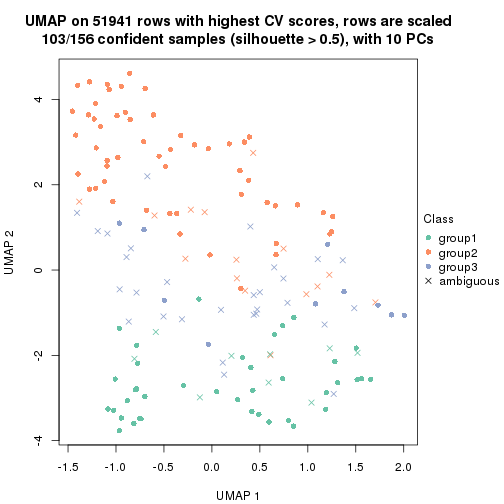 UMAP on 51941 rows with highest CV scores, rows are scaled
103/156 confident samples (silhouette > 0.5), with 10 PCs
UMAP 2
4
2
0
-2
-4
-1.5 -1.0 -0.5 0.0 0.5 1.0 1.5 2.0
UMAP 1
Class
group1
group2
group3
ambiguous